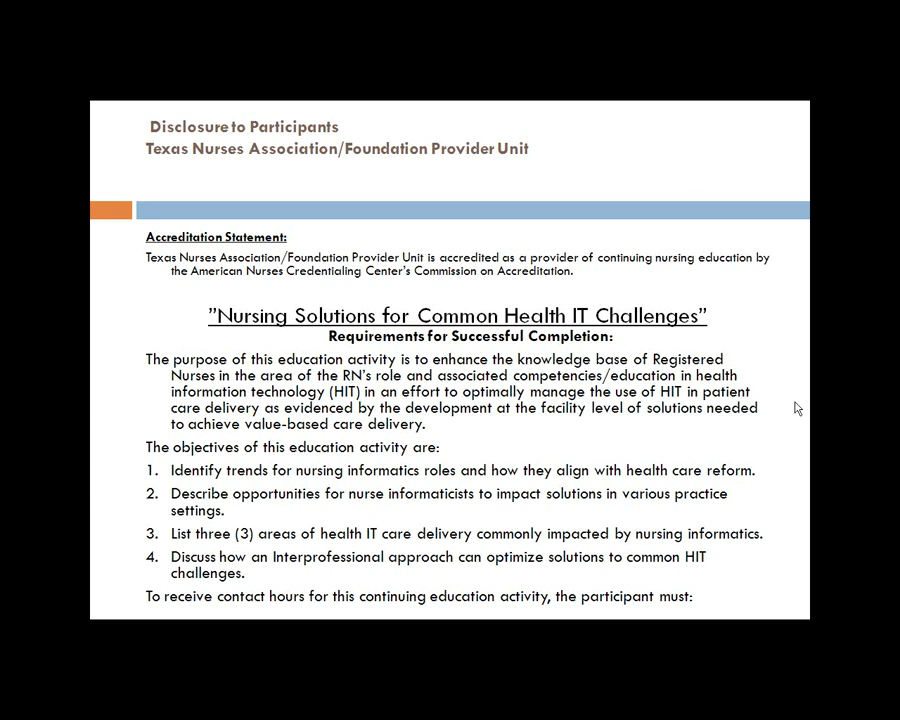 Disclosure to Participants
Texas Nurses Association/Foundation Provider Unit
Accreditation Statement:
Texas Nurses Association/Foundation Provider Unit is accredited as a provider of continuing nursing education by
the American Nurses Credentialing Center's Commission on Accreditation.
"Nursing Solutions for Common Health IT Challenges"
Requirements for Successful Completion:
The purpose of this education activity is to enhance the knowledge base of Registered
Nurses in the area of the RN's role and associated competencies/education in health
information technology (HIT) in an effort to optimally manage the use of HIT in patient
care delivery as evidenced by the development at the facility level of solutions needed
to achieve value-based care delivery.
The objectives of this education activity are:
1. Identify trends for nursing informatics roles and how they align with health care reform.
2. Describe opportunities for nurse informaticists to impact solutions in various practice
settings.
3. List three (3) areas of health IT care delivery commonly impacted by nursing informatics.
4. Discuss how an Interprofessional approach can optimize solutions to common HIT
challenges.
To receive contact hours for this continuing education activity, the participant must: